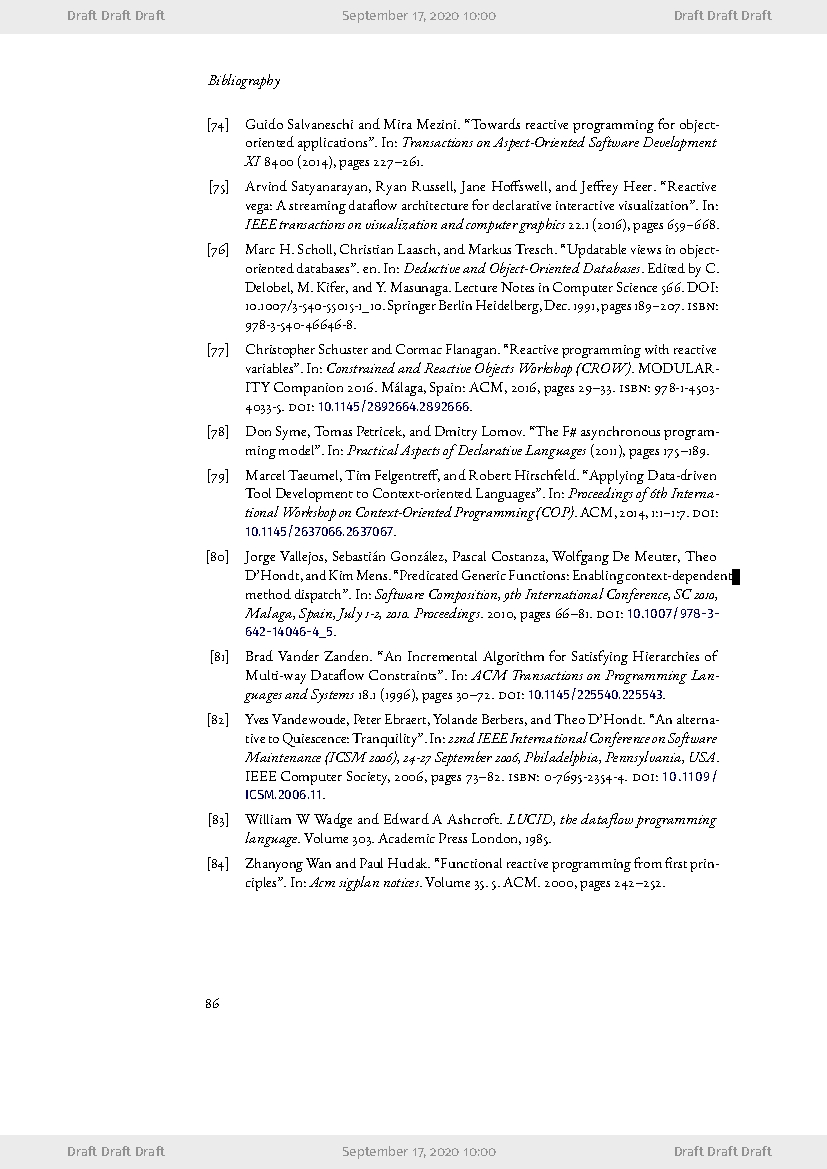 Draft Draft Draft September 17, 2020 10:00 Draft Draft Draft
Bibliography
[74] Guido Salvaneschi and Mira Mezini. “Towards reactive programming for object-
oriented applications”. In: Transactions on Aspect-Oriented Software Development
XI 8400 (2014), pages 227–261.
[75] Arvind Satyanarayan, Ryan Russell, Jane Hoffswell, and Jeffrey Heer. “Reactive
vega: A streaming dataflow architecture for declarative interactive visualization”. In:
IEEE transactions on visualization and computer graphics 22.1 (2016), pages 659–668.
[76] Marc H. Scholl, Christian Laasch, and Markus Tresch. “Updatable views in object-
oriented databases”. en. In: Deductive and Object-Oriented Databases. Edited by C.
Delobel, M. Kifer, and Y. Masunaga. Lecture Notes in Computer Science 566. DOI:
10.1007/3-540-55015-1_10. Springer Berlin Heidelberg, Dec. 1991, pages 189–207. ISBN:
978-3-540-46646-8.
[77] Christopher Schuster and Cormac Flanagan. “Reactive programming with reactive
variables”. In: Constrained and Reactive Objects Workshop (CROW). MODULAR-
ITY Companion 2016. Málaga, Spain: ACM, 2016, pages 29–33. ISBN: 978-1-4503-
4033-5. DOI: 10.1145/2892664.2892666.
[78] Don Syme, Tomas Petricek, and Dmitry Lomov. “The F# asynchronous program-
ming model”. In: Practical Aspects of Declarative Languages (2011), pages 175–189.
[79] Marcel Taeumel, Tim Felgentreff, and Robert Hirschfeld. “Applying Data-driven
Tool Development to Context-oriented Languages”. In: Proceedings of 6th Interna-
tional Workshop on Context-Oriented Programming (COP). ACM, 2014, 1:1–1:7. DOI:
10.1145/2637066.2637067.
[80] Jorge Vallejos, Sebastián González, Pascal Costanza, Wolfgang De Meuter, Theo
D’Hondt, and Kim Mens. “Predicated Generic Functions: Enabling context-dependent
method dispatch”. In: Software Composition, 9th International Conference, SC 2010,
Malaga, Spain, July 1-2, 2010. Proceedings. 2010, pages 66–81. DOI: 10.1007/978-3-
642-14046-4_5.
[81] Brad Vander Zanden. “An Incremental Algorithm for Satisfying Hierarchies of
Multi-way Dataflow Constraints”. In: ACM Transactions on Programming Lan-
guages and Systems 18.1 (1996), pages 30–72. DOI: 10.1145/225540.225543.
[82] Yves Vandewoude, Peter Ebraert, Yolande Berbers, and Theo D’Hondt. “An alterna-
tive to Quiescence: Tranquility”. In: 22nd IEEE International Conference on Software
Maintenance (ICSM 2006), 24-27 September 2006, Philadelphia, Pennsylvania, USA.
IEEE Computer Society, 2006, pages 73–82. ISBN: 0-7695-2354-4. DOI: 10.1109/
ICSM.2006.11.
[83] William W Wadge and Edward A Ashcroft. LUCID, the dataflow programming
language. Volume 303. Academic Press London, 1985.
[84] Zhanyong Wan and Paul Hudak. “Functional reactive programming from first prin-
ciples”. In: Acm sigplan notices. Volume 35. 5. ACM. 2000, pages 242–252.
86
Draft Draft Draft September 17, 2020 10:00 Draft Draft Draft